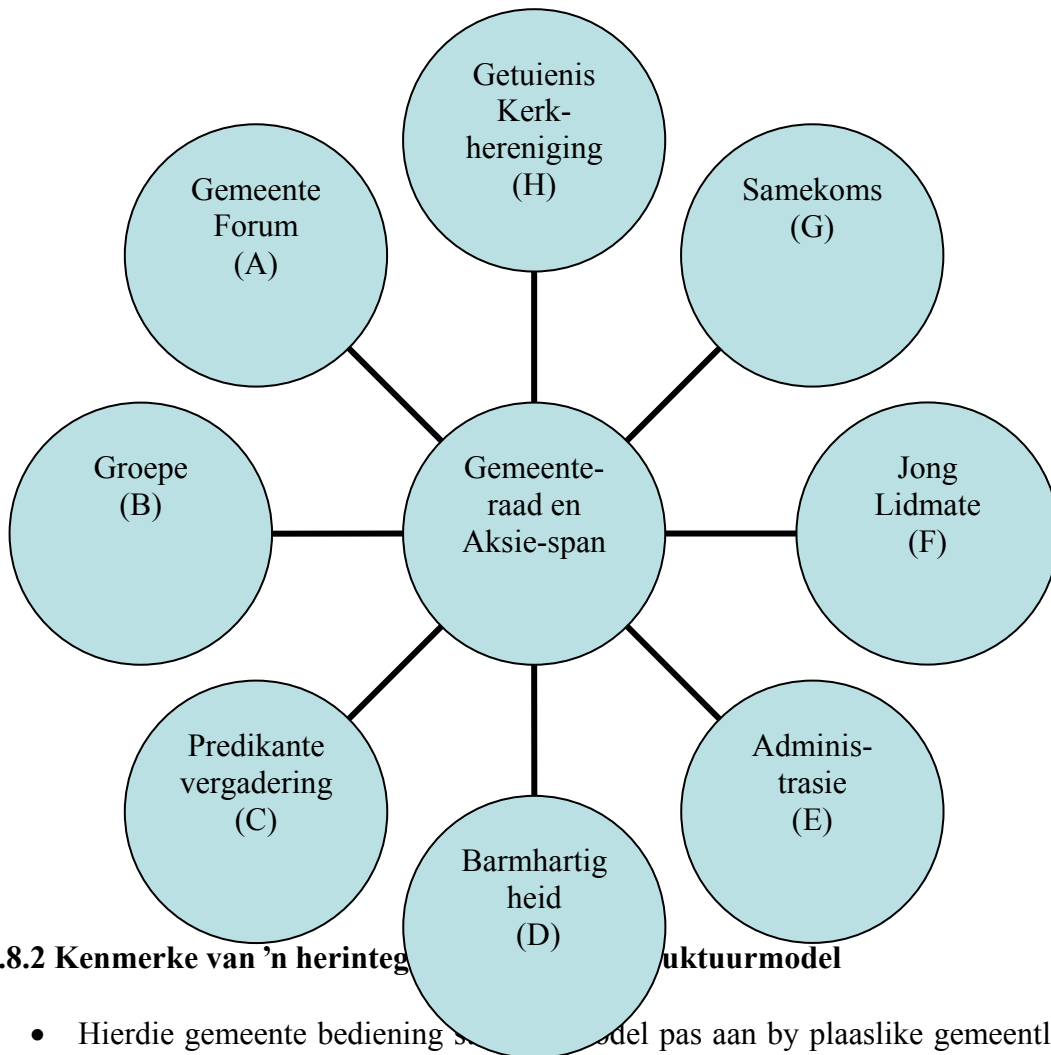 Getuienis
Kerk-
hereniging
(H)
Gemeente
Forum
(A)
Samekoms
(G)
Groepe
(B)
Gemeente-
raad en
Aksie-span
Jong
Lidmate
(F)
Predikante
vergadering
(C)
Adminis-
trasie
(E)
Barmhartig
heid
(D)
.8.2 Kenmerke van ’n herinteg uktuurmodel
• Hierdie gemeente bediening s del pas aan by plaaslike gemeentl